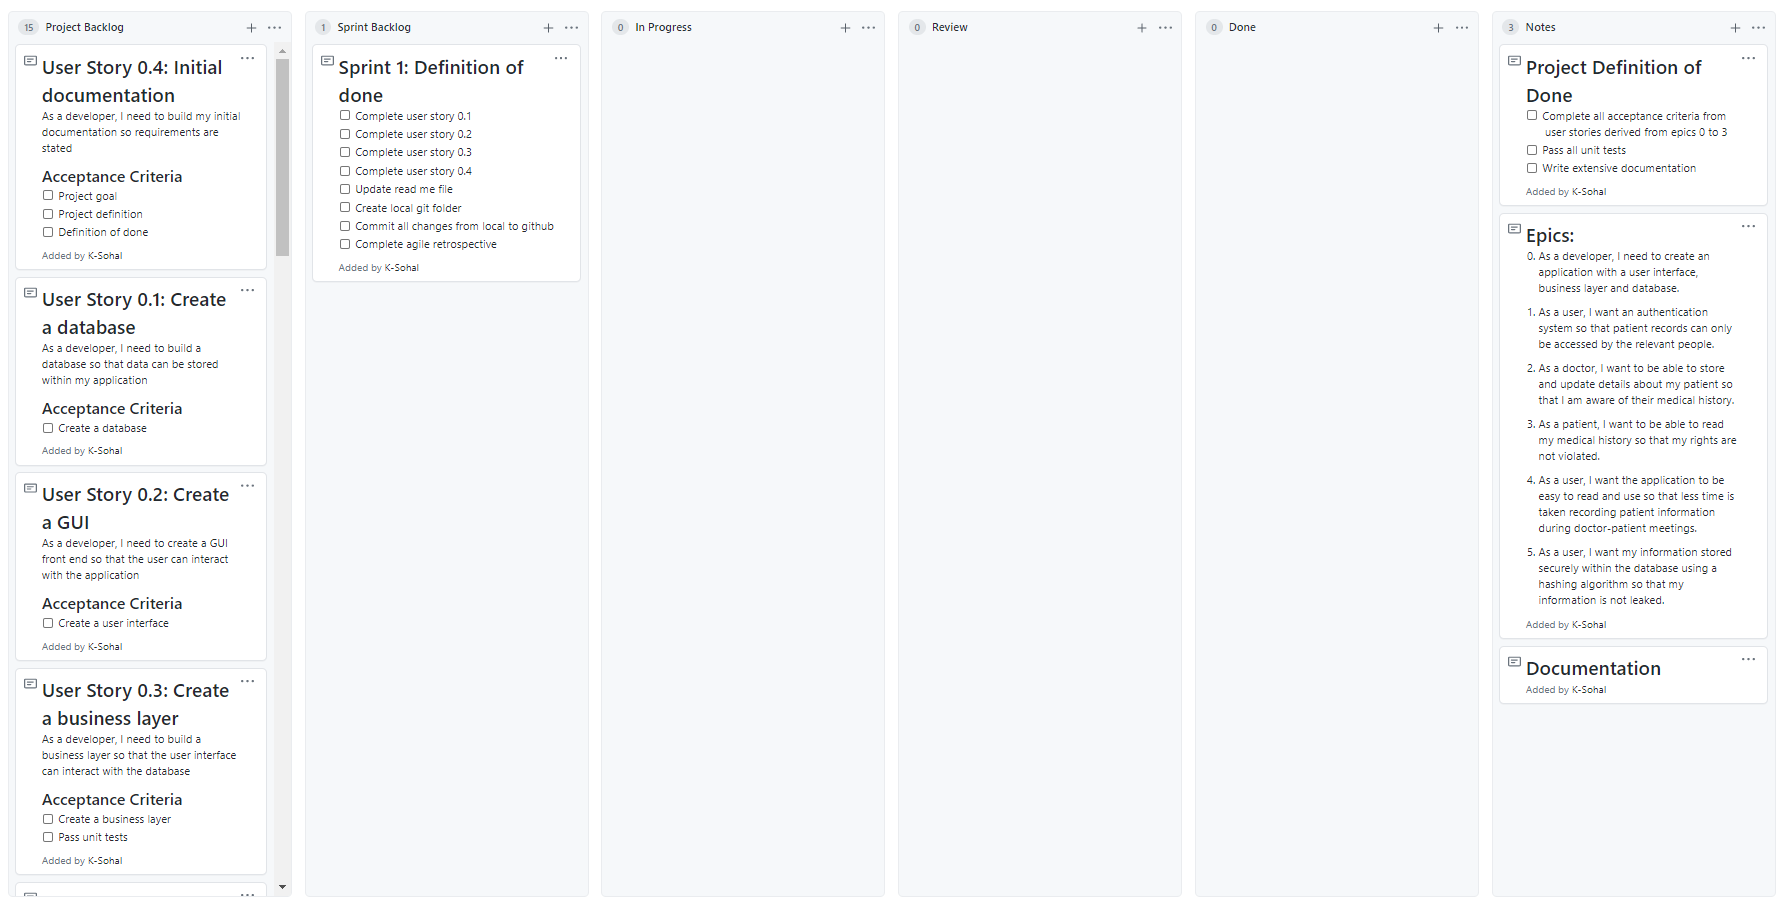 15 Project Backlog
User Story 0.4: Initial
documentation
As a developer, I need to build my initial
documentation so requirements are
stated
Acceptance Criteria
Project goal
Project definition
Definition of done
Added by K-Sohal
User Story 0.1: Create
a database
As a developer, I need to build a
database so that data can be stored
within my application
Acceptance Criteria
Create a database
Added by K-Sohal
User Story 0.2: Create
a GUI
As a developer, I need to create a GUI
front end so that the user can interact
with the application
Acceptance Criteria
Create a user interface
Added by K-Sohal
User Story 0.3: Create
a business layer
As a developer, I need to build a
business layer so that the user interface
can interact with the database
Acceptance Criteria
Create a business layer
Pass unit tests
Added by K-Sohal
1 Sprint Backlog
Sprint 1: Definition of
done
Complete user story 0.1
Complete user story 0.2
Complete user story 0.3
Complete user story 0.4
Update read me file
Create local git folder
Commit all changes from local to github
Complete agile retrospective
Added by K-Sohal
0 In Progress
0 Review
0 Done
3 Notes
Project Definition of
Done
Complete all acceptance criteria from
user stories derived from epics 0 to 3
Pass all unit tests
Write extensive documentation
Added by K-Sohal
Epics:
0. As a developer, I need to create an
application with a user interface,
business layer and database.
1. As a user, I want an authentication
system so that patient records can only
be accessed by the relevant people.
2. As a doctor, I want to be able to store
and update details about my patient so
that I am aware of their medical history.
3. As a patient, I want to be able to read
my medical history so that my rights are
not violated.
4. As a user, I want the application to be
easy to read and use so that less time is
taken recording patient information
during doctor-patient meetings.
5. As a user, I want my information stored
securely within the database using a
hashing algorithm so that my
information is not leaked.
Added by K-Sohal
Documentation
Added by K-Sohal